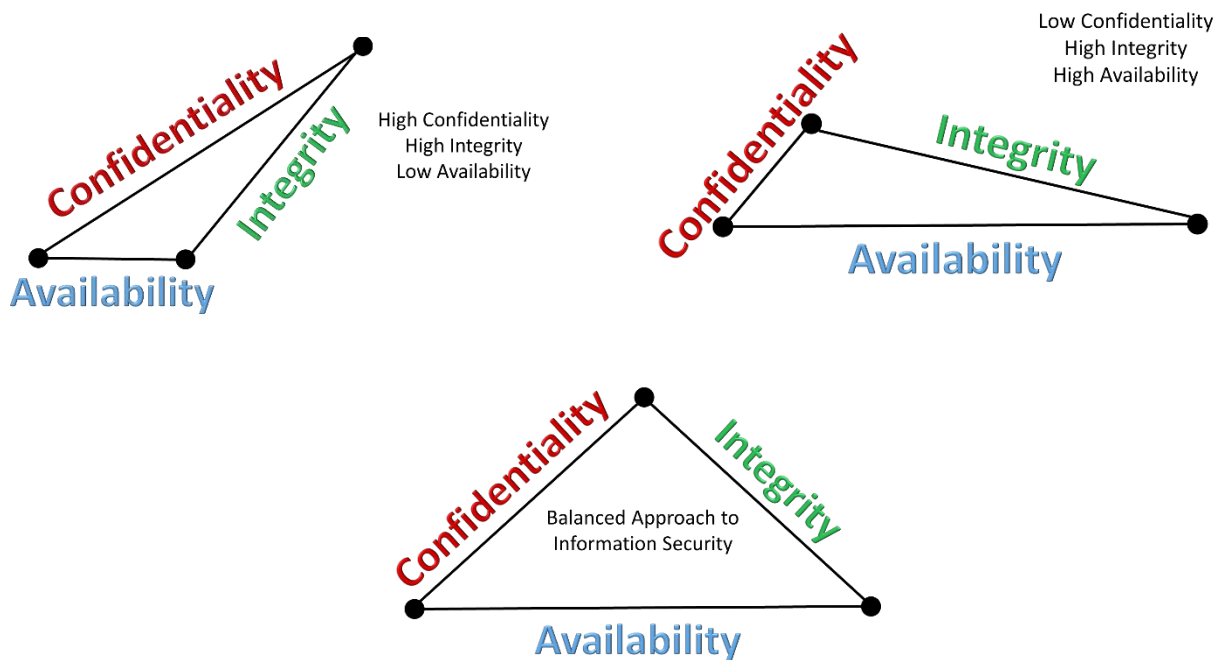 Confidentiality
Integrity
High Confidentiality
High Integrity
Low Availability
Availability
Low Confidentiality
High Integrity
High Availability
Confidentiality
Integrity
Availability
Confidentiality
Integrity
Balanced Approach to
Information Security
Availability